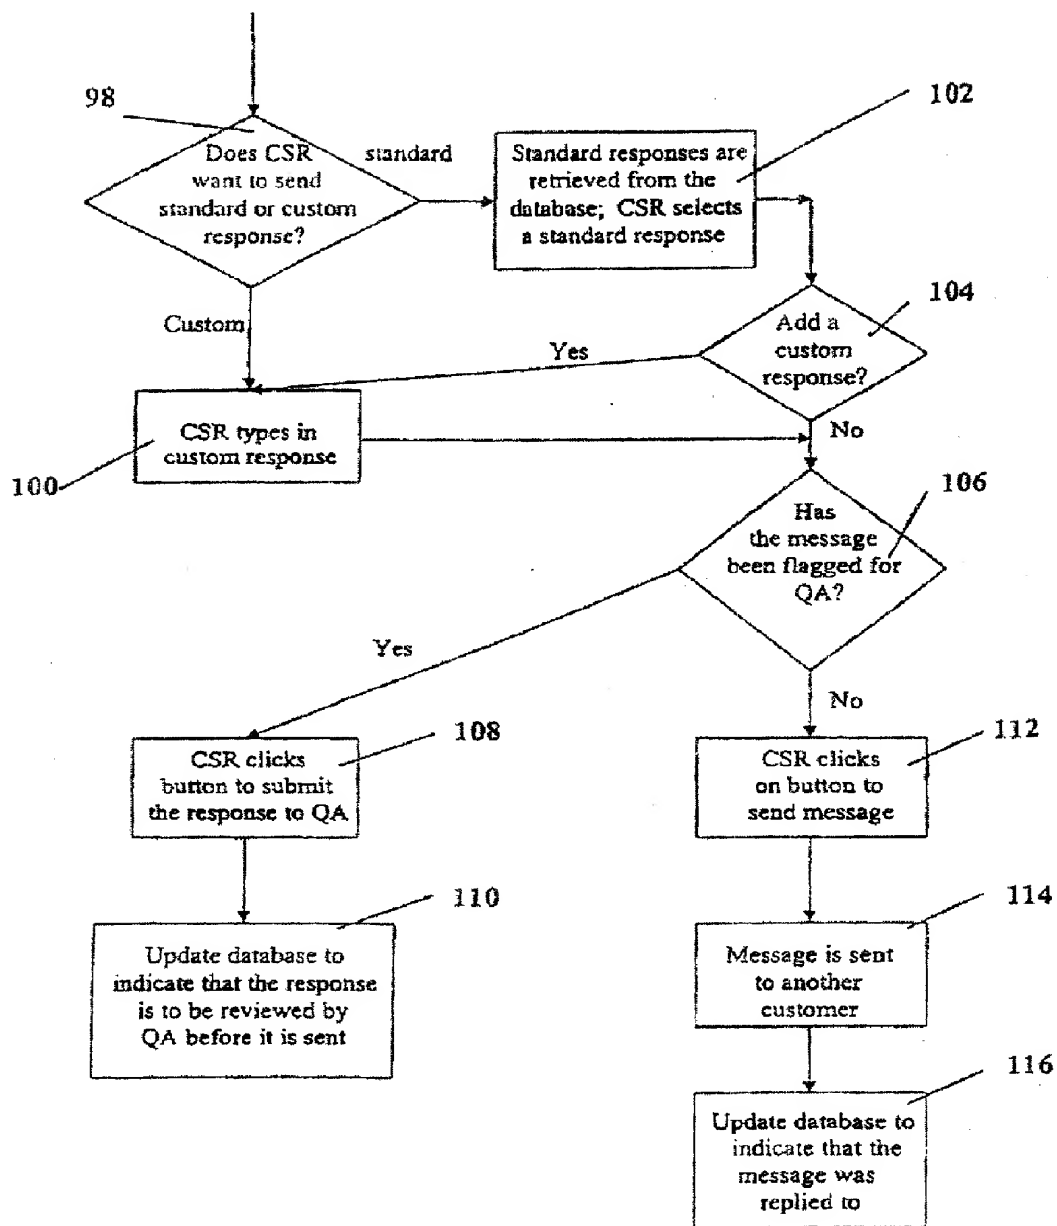 98
Does CSR
want to send
standard or custom
response?
standard
102
Standard responses are
retrieved from the
database; CSR selects
a standard response
Custom
104
Add a
custom
response?
Yes
No
100
CSR types in
custom response
106
Has
the message
been flagged for
QA?
Yes
No
108
CSR clicks
button to submit
the response to QA
112
CSR clicks
on button to
send message
110
Update database to
indicate that the response
is to be reviewed by
QA before it is sent
114
Message is sent
to another
customer
116
Update database to
indicate that the
message was
replied to